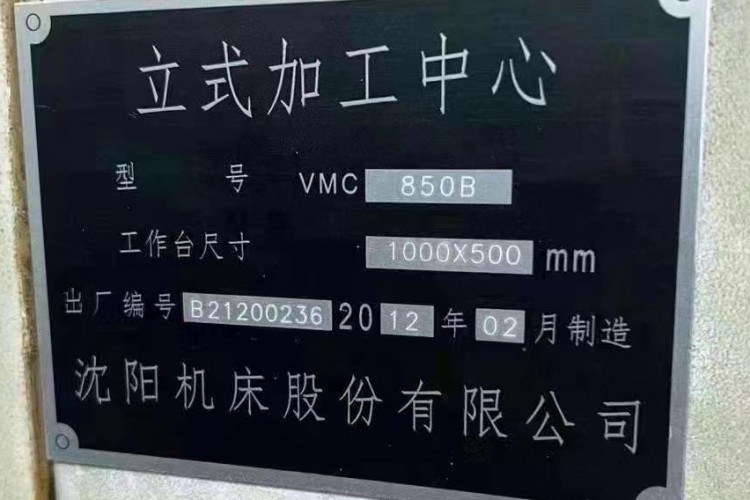 立式加工中心
型号 VMC 850B
工作台尺寸 1000X500 mm
出厂编号 B21200236 2012年02月制造
沈阳机床股份有限公司